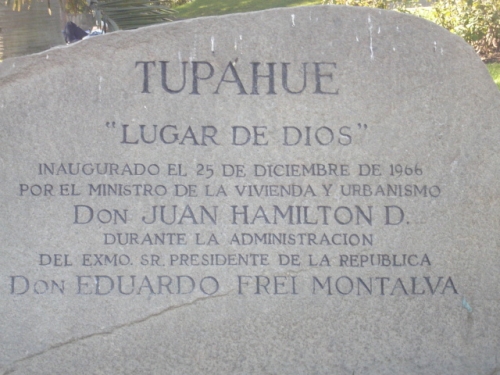 TUPAHUE
"LUGAR DE DIOS"
INAUGURADO EL 25 DE DICIEMBRE DE 1966
POR EL MINISTRO DE LA VIVIENDA Y URBANISMO
DON JUAN HAMILTON D.
DURANTE LA ADMINISTRACION
DEL EXMO. SR. PRESIDENTE DE LA REPUBLICA
DON EDUARDO FREI MONTALVA